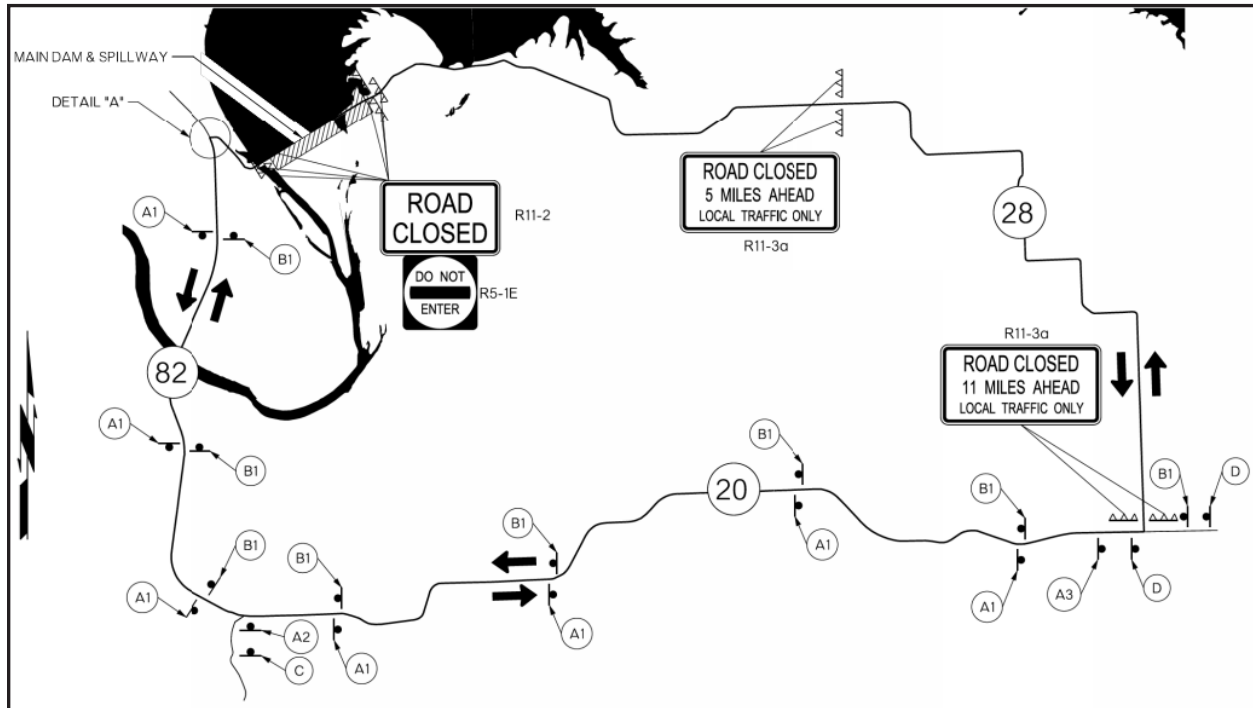 MAIN DAM & SPILLWAY
DETAIL "A"
ROAD
CLOSED
R11-2
DO NOT
ENTER
R5-1E
ROAD CLOSED
5 MILES AHEAD
LOCAL TRAFFIC ONLY
R11-3a
28
R11-3a
ROAD CLOSED
11 MILES AHEAD
LOCAL TRAFFIC ONLY
A1
B1
82
A1
B1
20
B1
A1
B1
D
B1
A1
A3
D
B1
A1
B1
A1
B1
A1
A2
C